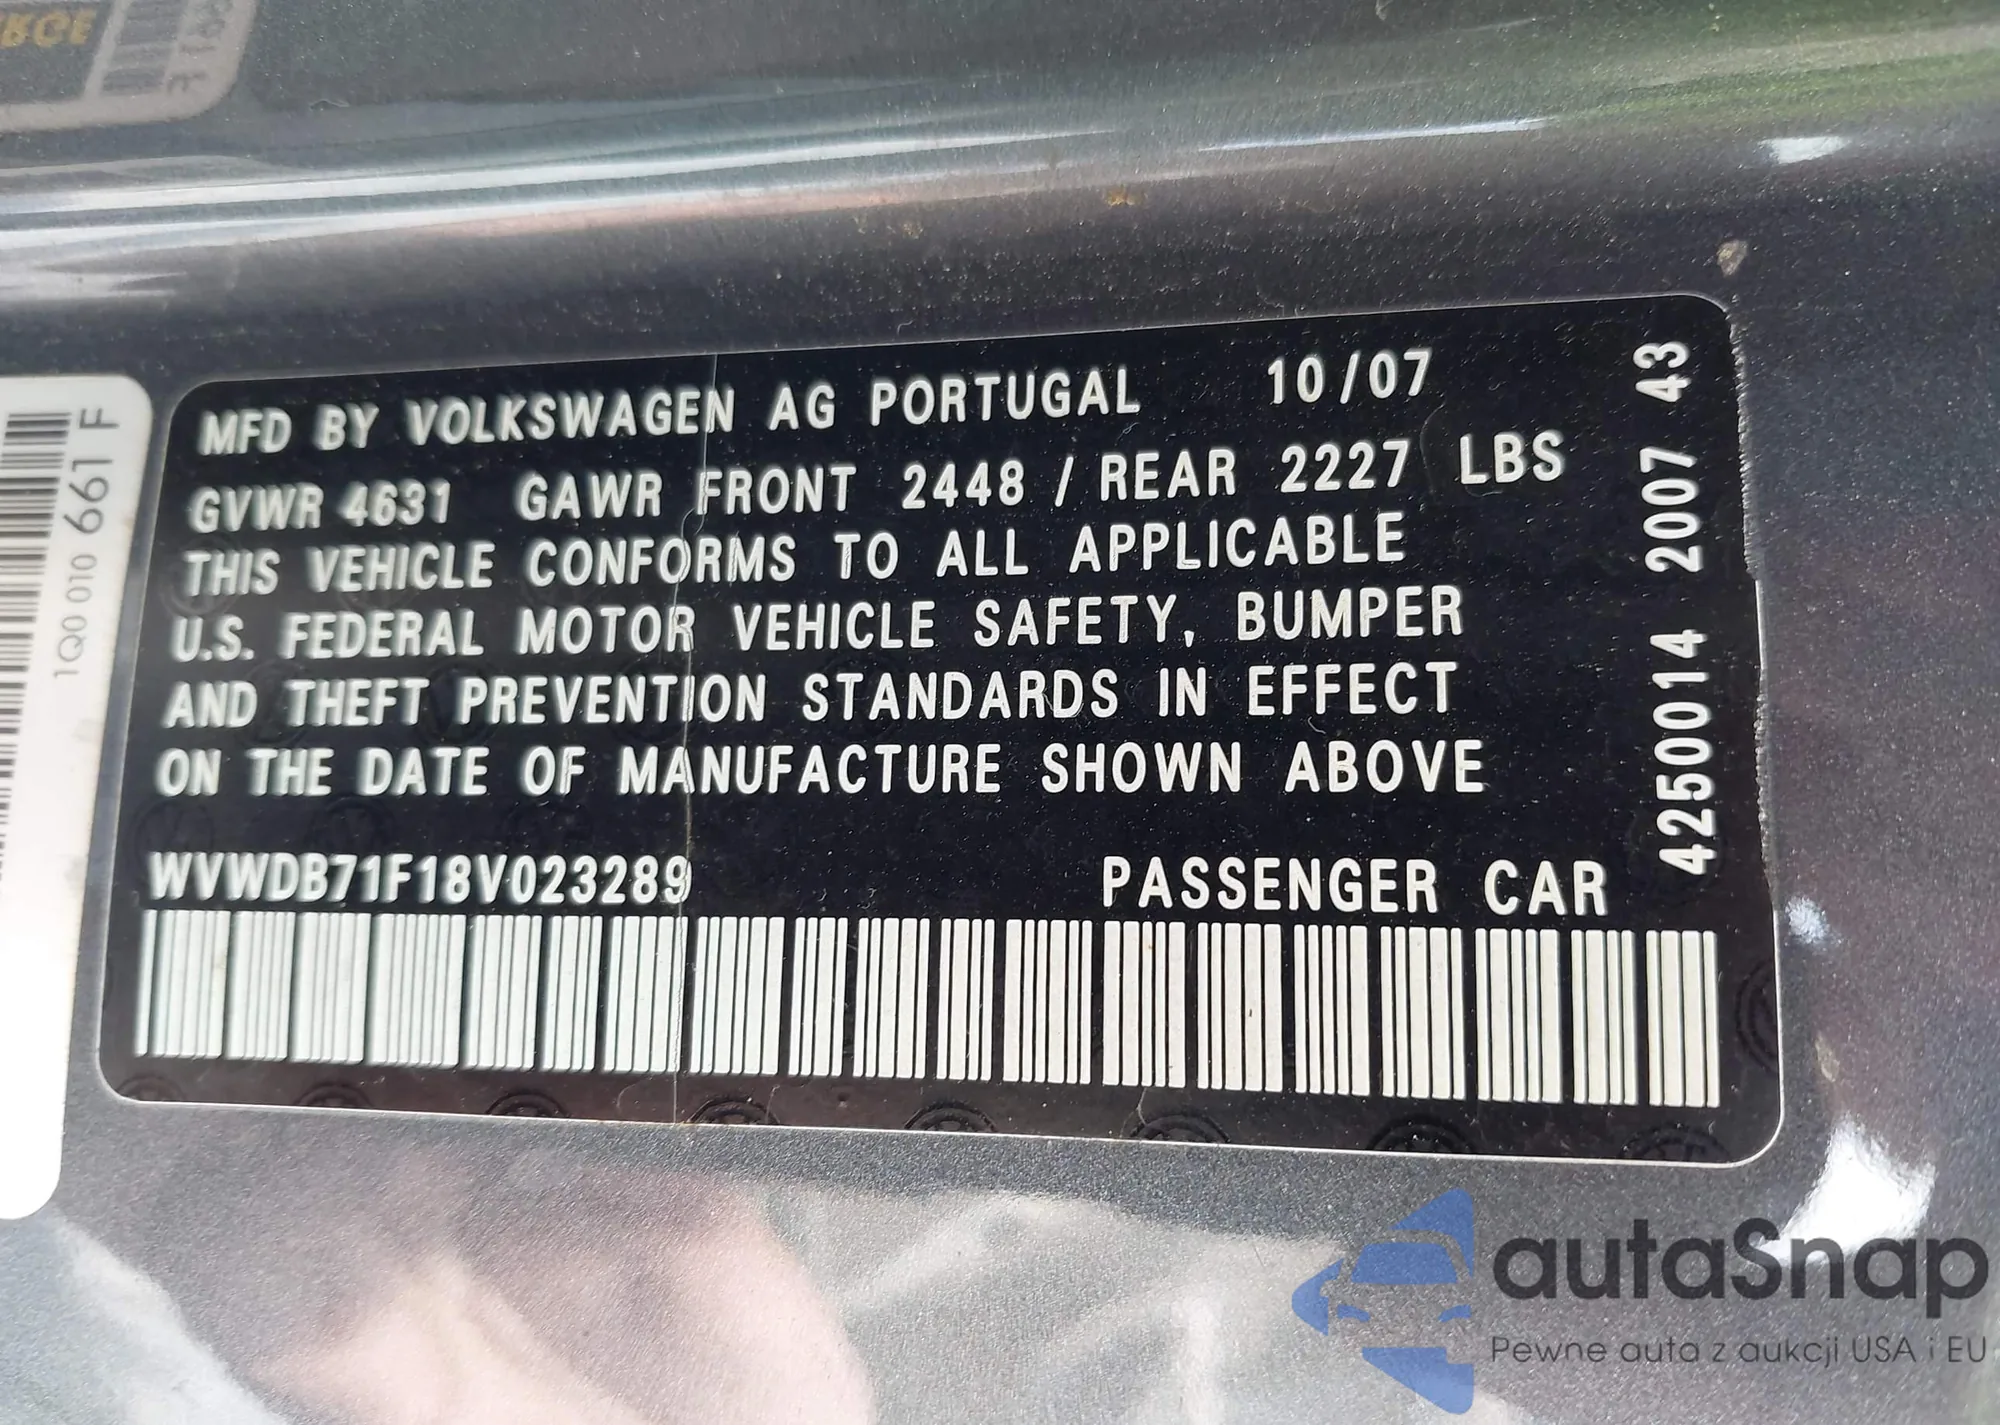 MFD BY VOLKSWAGEN AG PORTUGAL 10/07
GVWR 4631 GAWR FRONT 2448 / REAR 2227 LBS
THIS VEHICLE CONFORMS TO ALL APPLICABLE
U.S. FEDERAL MOTOR VEHICLE SAFETY, BUMPER
AND THEFT PREVENTION STANDARDS IN EFFECT
ON THE DATE OF MANUFACTURE SHOWN ABOVE
WVWDB71F18V023289 PASSENGER CAR
4250014 2007 43
1Q0 010 661 F
autaSnap
Pewne auta z aukcji USA i EU